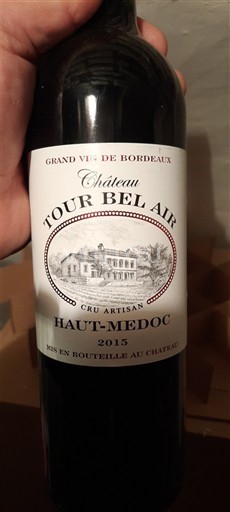 GRAND VIN DE BORDEAUX
Château
TOUR BEL AIR
CRU ARTISAN
HAUT-MEDOC
2015
MIS EN BOUTEILLE AU CHATEAU